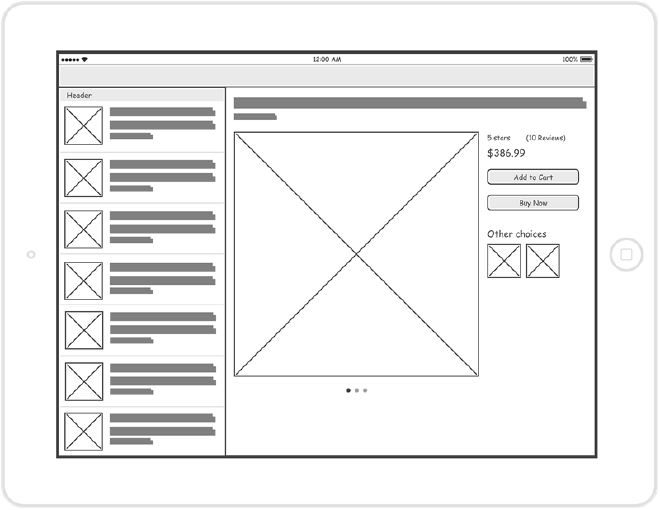 12:00 AM
100%
Header
5 stars (10 Reviews)
$386.99
Add to Cart
Buy Now
Other choices